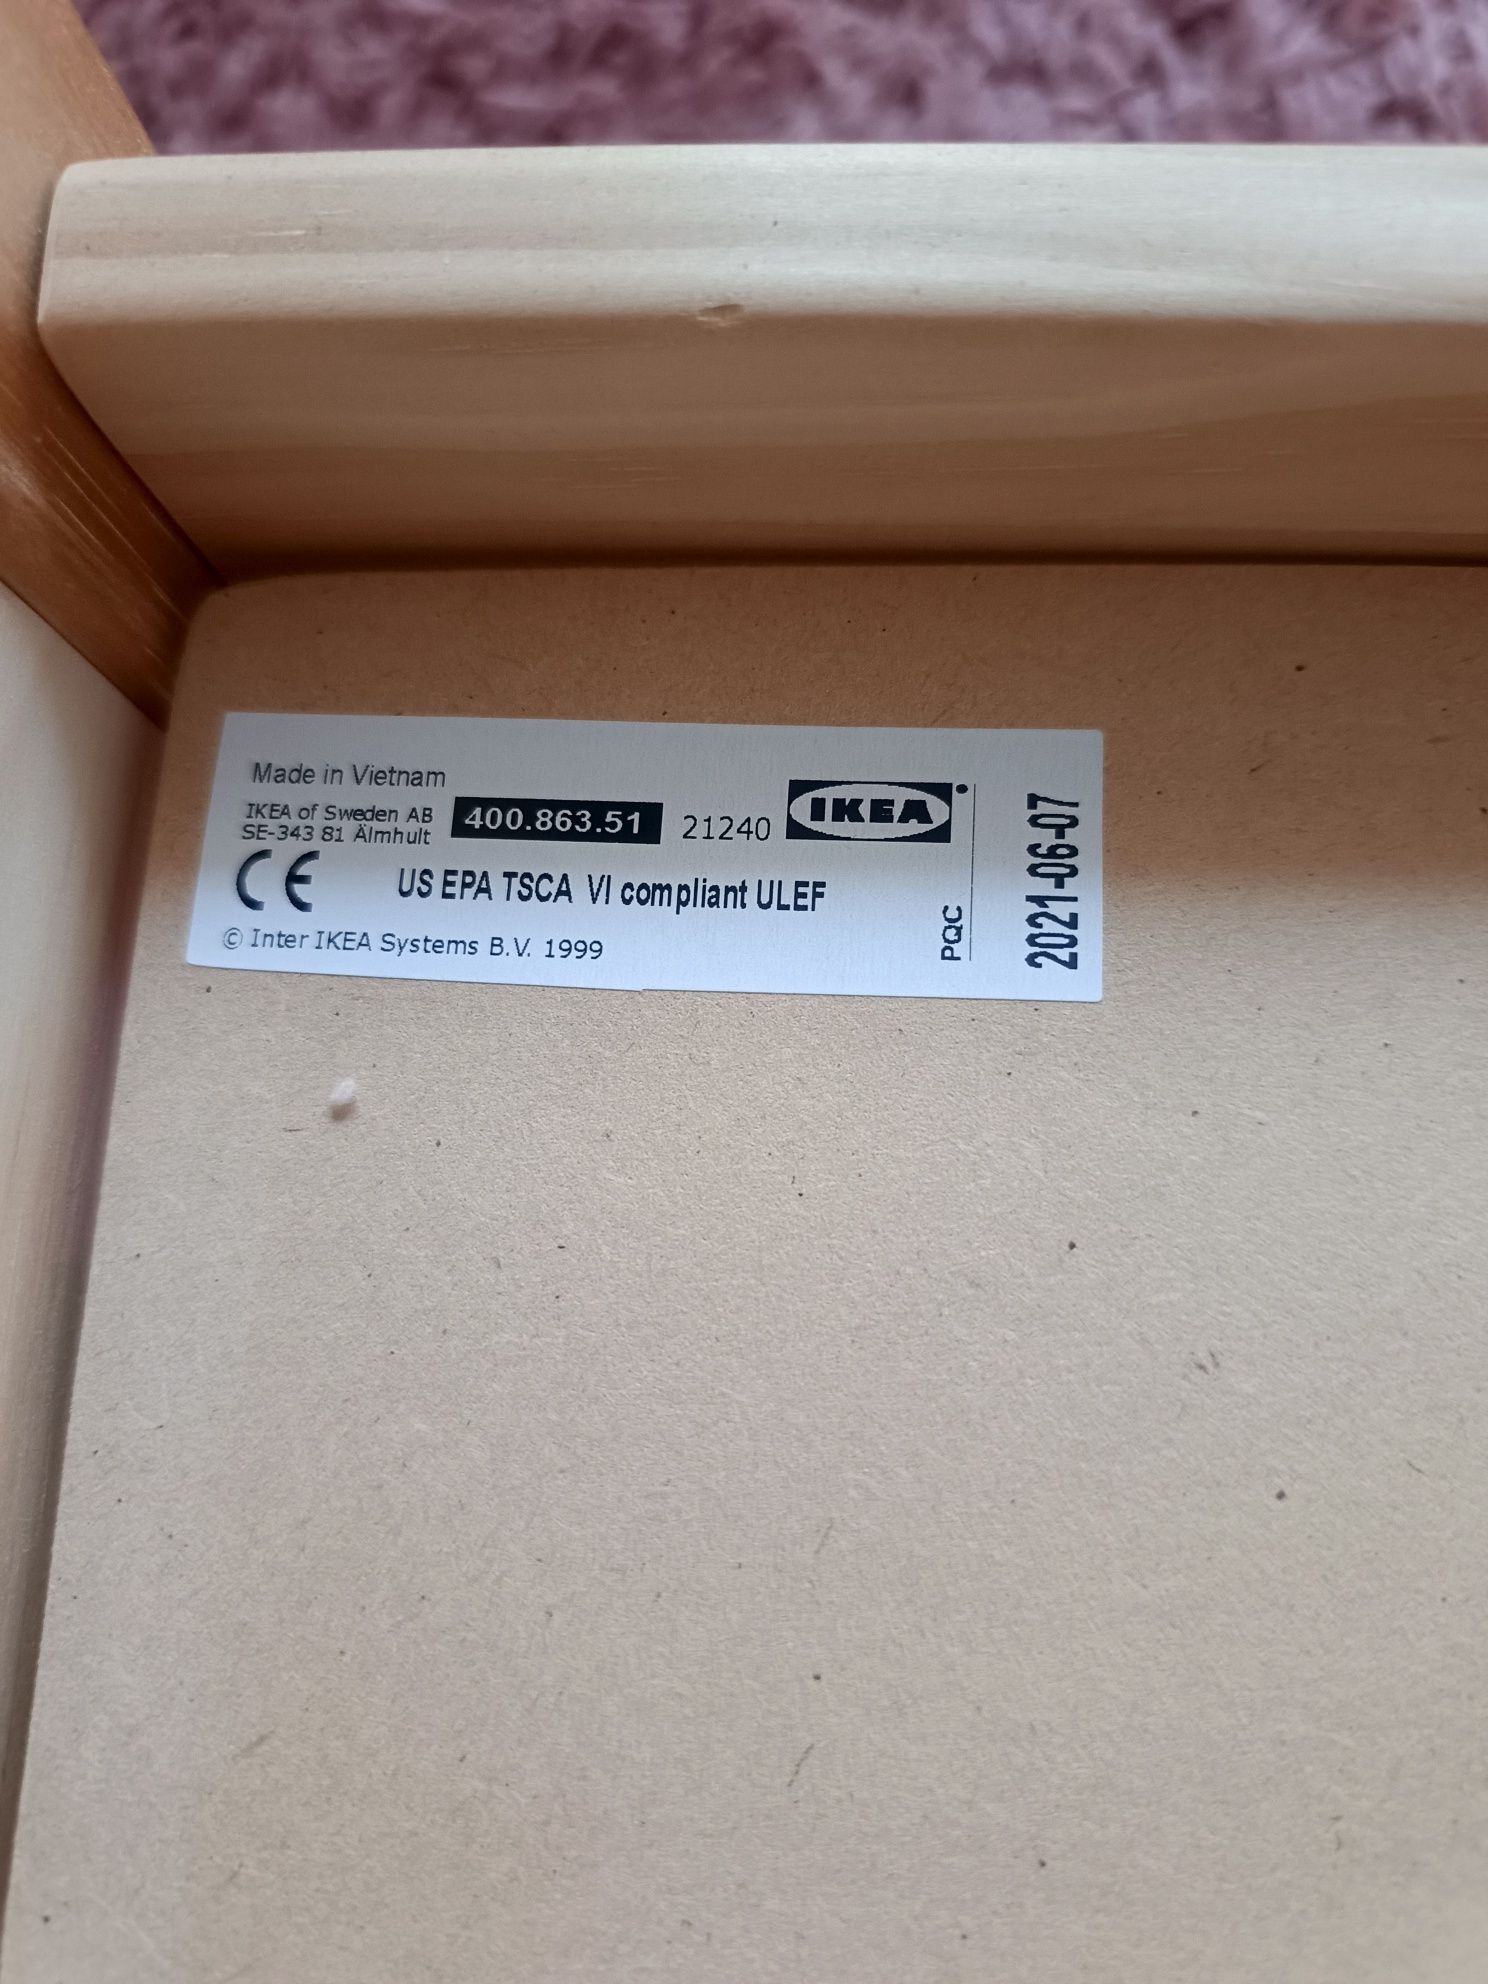 Made in Vietnam
IKEA of Sweden AB
SE-343 81 Älmhult
400.863.51
21240
IKEA
CE
US EPA TSCA VI compliant ULEF
© Inter IKEA Systems B.V. 1999
PQC
2021-06-07